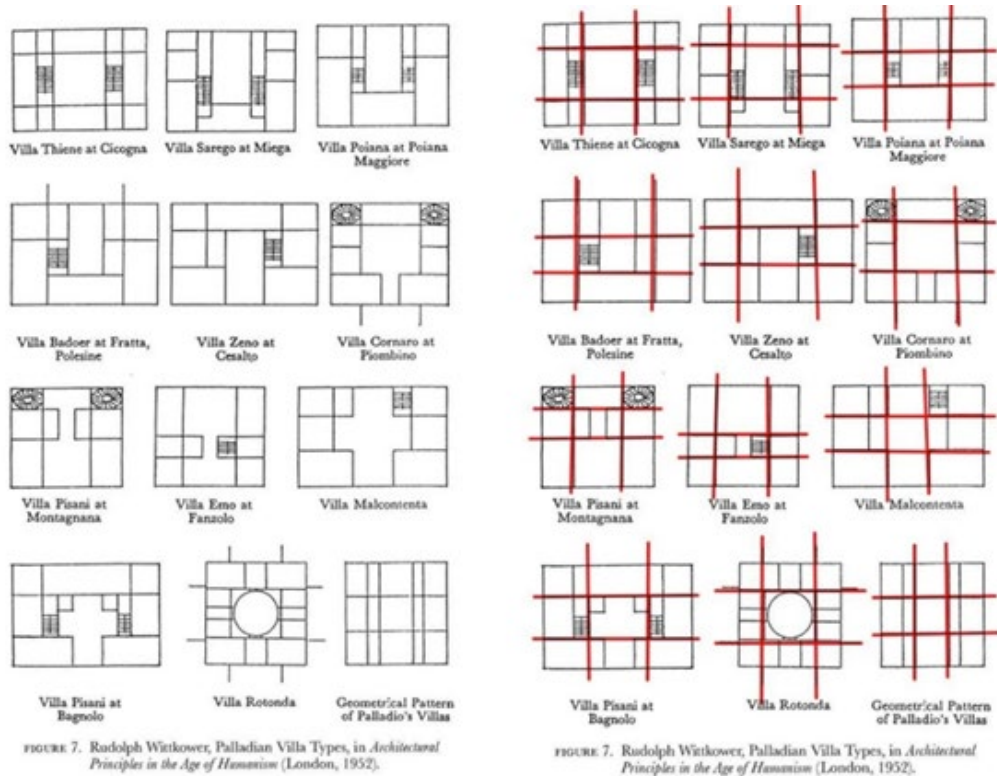 Villa Thiene at Cicogna
Villa Sarego at Miega
Villa Poiana at Poiana
Maggiore
Villa Badoer at Fratta,
Polesine
Villa Zeno at
Cesalto
Villa Cornaro at
Piombino
Villa Pisani at
Montagnana
Villa Emo at
Fanzolo
Villa Malcontenta
Villa Pisani at
Bagnolo
Villa Rotonda
Geometrical Pattern
of Palladio's Villas
FIGURE 7. Rudolph Wittkower, Palladian Villa Types, in Architectural
Principles in the Age of Humanism (London, 1952).
Villa Thiene at Cicogna
Villa Sarego at Miega
Villa Poiana at Poiana
Maggiore
Villa Badoer at Fratta,
Polesine
Villa Zeno at
Cesalto
Villa Cornaro at
Piombino
Villa Pisani at
Montagnana
Villa Emo at
Fanzolo
Villa Malcontenta
Villa Pisani at
Bagnolo
Villa Rotonda
Geometrical Pattern
of Palladio's Villas
FIGURE 7. Rudolph Wittkower, Palladian Villa Types, in Architectural
Principles in the Age of Humanism (London, 1952).